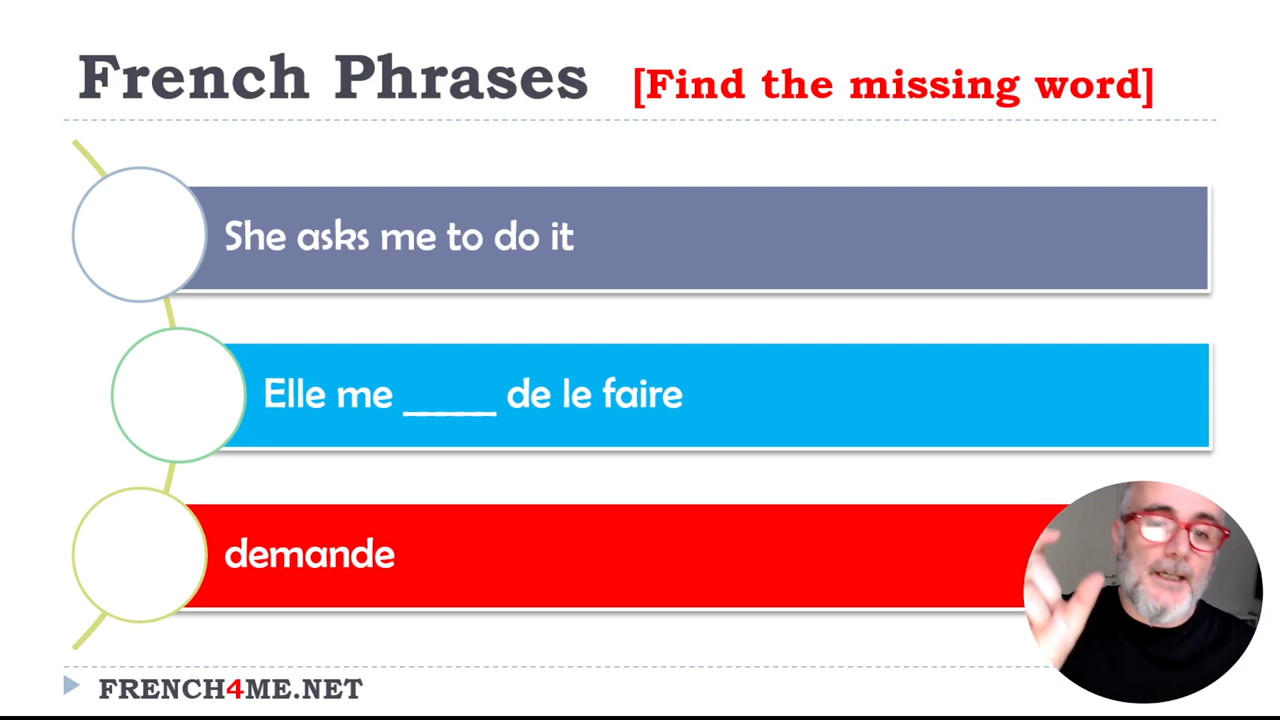 French Phrases [Find the missing word]
She asks me to do it
Elle me _____ de le faire
demande
FRENCH4ME.NET